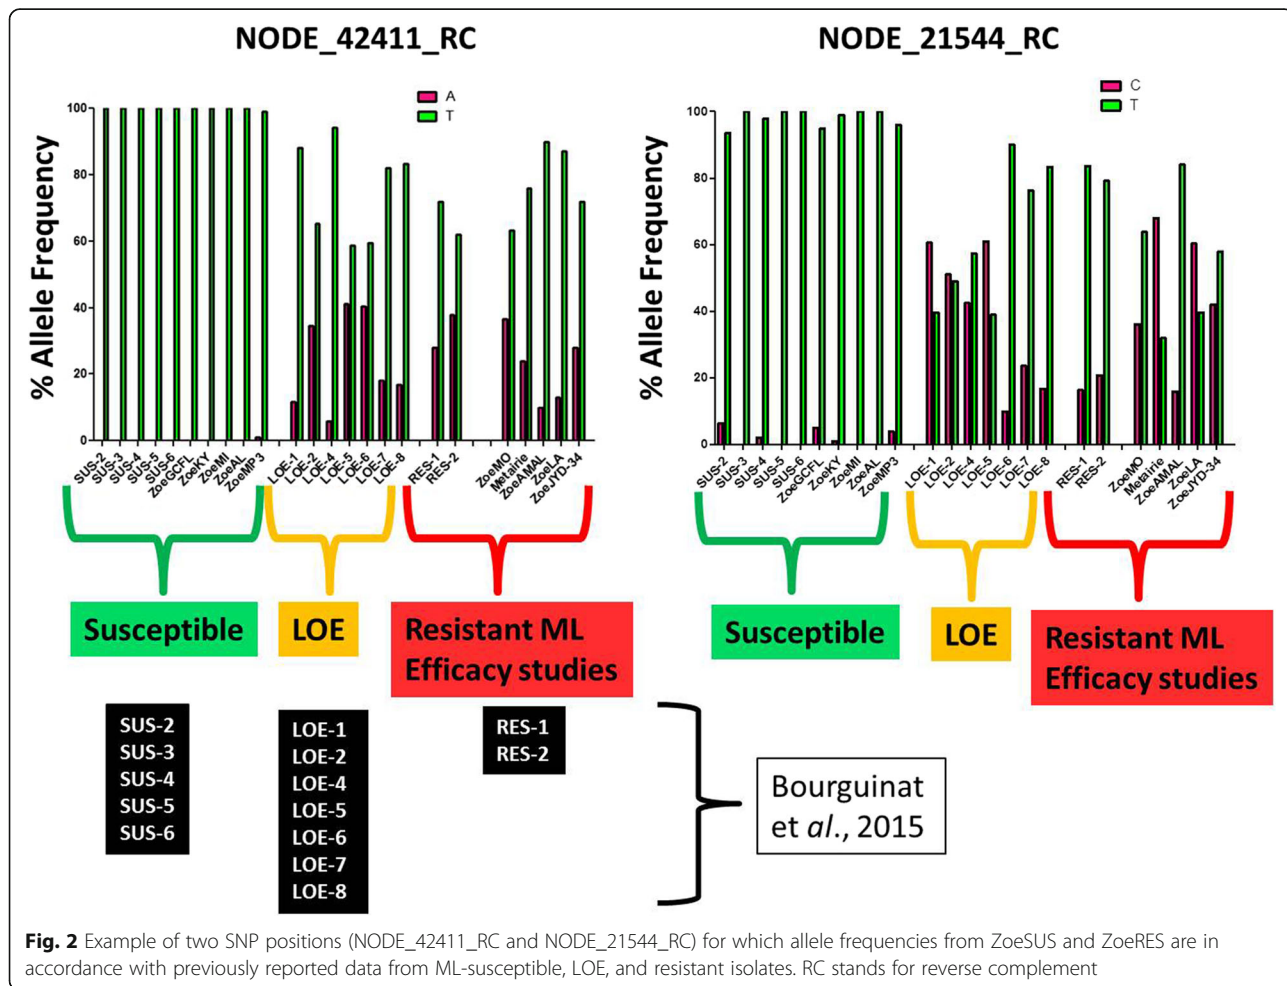 NODE_42411_RC
A
T
% Allele Frequency
100
80
60
40
20
0
SUS-2
SUS-3
SUS-4
SUS-5
SUS-6
ZoeGCFL
ZoeKY
ZoeMI
ZoeAL
ZoeMP3
LOE-1
LOE-2
LOE-4
LOE-5
LOE-6
LOE-7
LOE-8
RES-1
RES-2
ZoeMO
Metairie
ZoeAMAL
ZoeLA
ZoeJYD-34
Susceptible
LOE
Resistant ML
Efficacy studies
NODE_21544_RC
C
T
% Allele Frequency
100
80
60
40
20
0
SUS-2
SUS-3
SUS-4
SUS-5
SUS-6
ZoeGCFL
ZoeKY
ZoeMI
ZoeAL
ZoeMP3
LOE-1
LOE-2
LOE-4
LOE-5
LOE-6
LOE-7
LOE-8
RES-1
RES-2
ZoeMO
Metairie
ZoeAMAL
ZoeLA
ZoeJYD-34
Susceptible
LOE
Resistant ML
Efficacy studies
SUS-2
SUS-3
SUS-4
SUS-5
SUS-6
LOE-1
LOE-2
LOE-4
LOE-5
LOE-6
LOE-7
LOE-8
RES-1
RES-2
Bourguinat
et al., 2015
Fig. 2 Example of two SNP positions (NODE_42411_RC and NODE_21544_RC) for which allele frequencies from ZoeSUS and ZoeRES are in
accordance with previously reported data from ML-susceptible, LOE, and resistant isolates. RC stands for reverse complement